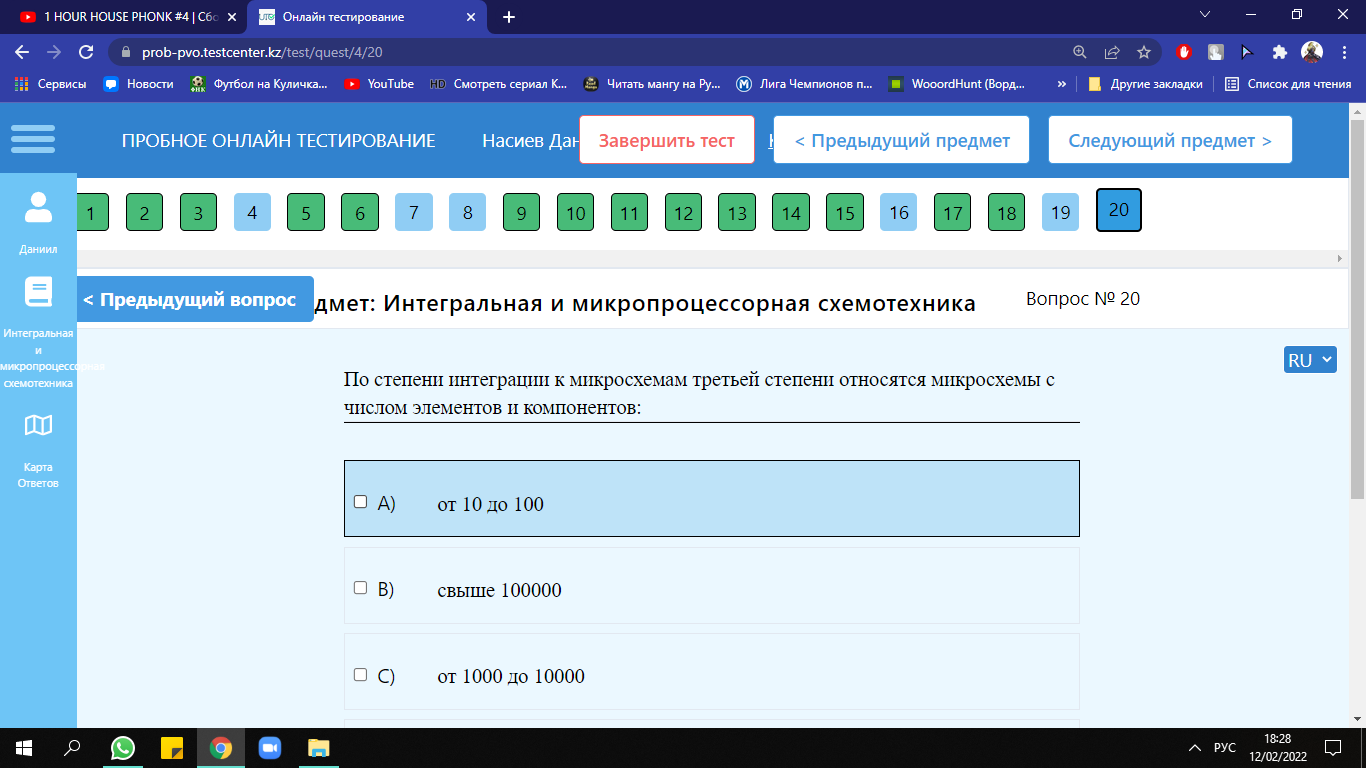 1 HOUR HOUSE PHONK #4 | Сбо
Онлайн тестирование
prob-pvo.testcenter.kz/test/quest/4/20
Сервисы
Новости
Футбол на Куличка...
YouTube
HD Смотреть сериал К...
Читать мангу на Ру...
Лига Чемпионов п...
WooordHunt (Ворд...
»
Другие закладки
Список для чтения
ПРОБНОЕ ОНЛАЙН ТЕСТИРОВАНИЕ
Насиев Дан
Завершить тест
< Предыдущий предмет
Следующий предмет >
1 2 3 4 5 6 7 8 9 10 11 12 13 14 15 16 17 18 19 20
Даниил
Интегральная
и
микропроцессорная
схемотехника
Карта
Ответов
< Предыдущий вопрос
дмет: Интегральная и микропроцессорная схемотехника
Вопрос № 20
RU
По степени интеграции к микросхемам третьей степени относятся микросхемы с
числом элементов и компонентов:
A) от 10 до 100
B) свыше 100000
C) от 1000 до 10000
РУС
18:28
12/02/2022